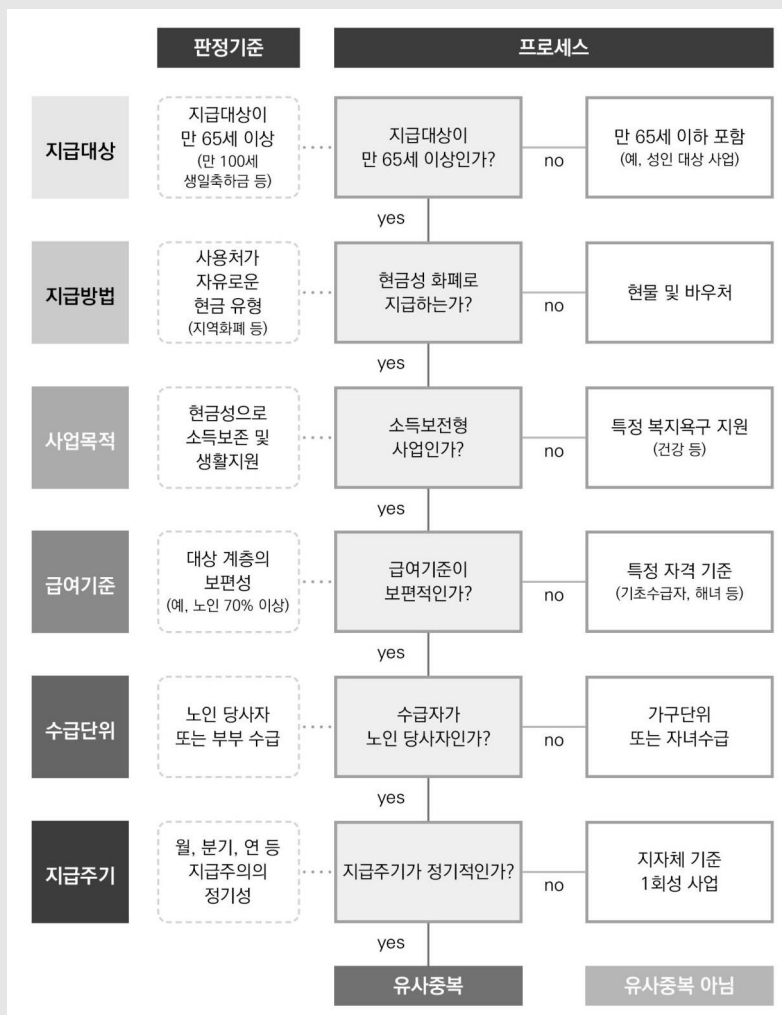 판정기준
프로세스
지급대상
지급대상이
만 65세 이상
(만 100세
생일축하금 등)
지급대상이
만 65세 이상인가?
no
만 65세 이하 포함
(예, 성인 대상 사업)
yes
지급방법
사용처가
자유로운
현금 유형
(지역화폐 등)
현금성 화폐로
지급하는가?
no
현물 및 바우처
yes
사업목적
현금성으로
소득보존 및
생활지원
소득보전형
사업인가?
no
특정 복지욕구 지원
(건강 등)
yes
급여기준
대상 계층의
보편성
(예, 노인 70% 이상)
급여기준이
보편적인가?
no
특정 자격 기준
(기초수급자, 해녀 등)
yes
수급단위
노인 당사자
또는 부부 수급
수급자가
노인 당사자인가?
no
가구단위
또는 자녀수급
yes
지급주기
월, 분기, 연 등
지급주의의
정기성
지급주기가 정기적인가?
no
지자체 기준
1회성 사업
yes
유사중복
유사중복 아님